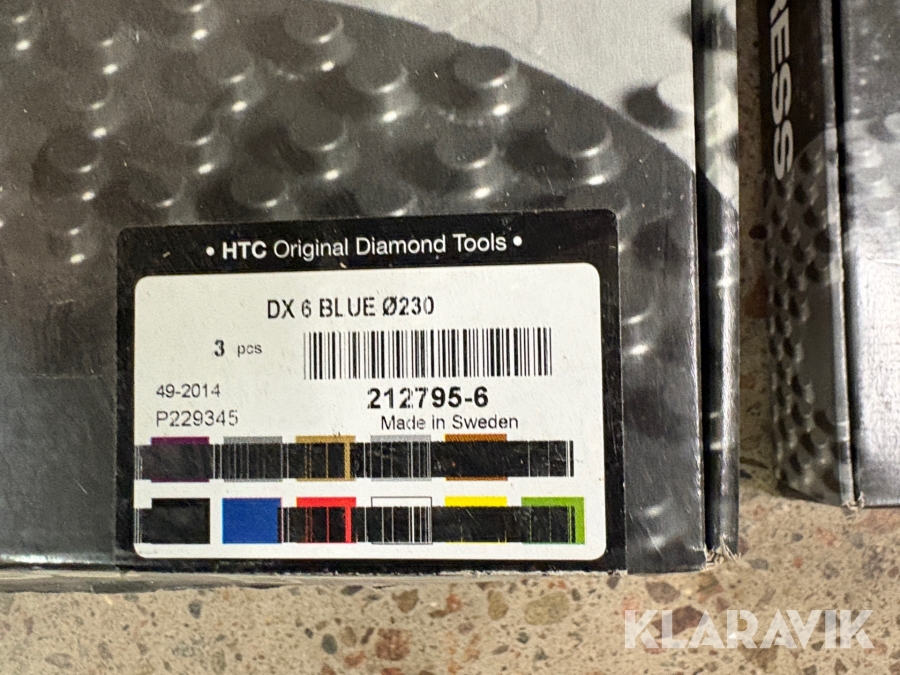 • HTC Original Diamond Tools •
DX 6 BLUE Ø230
3 pcs
49-2014
212795-6
P229345
Made in Sweden
RESS
KLARAVIK